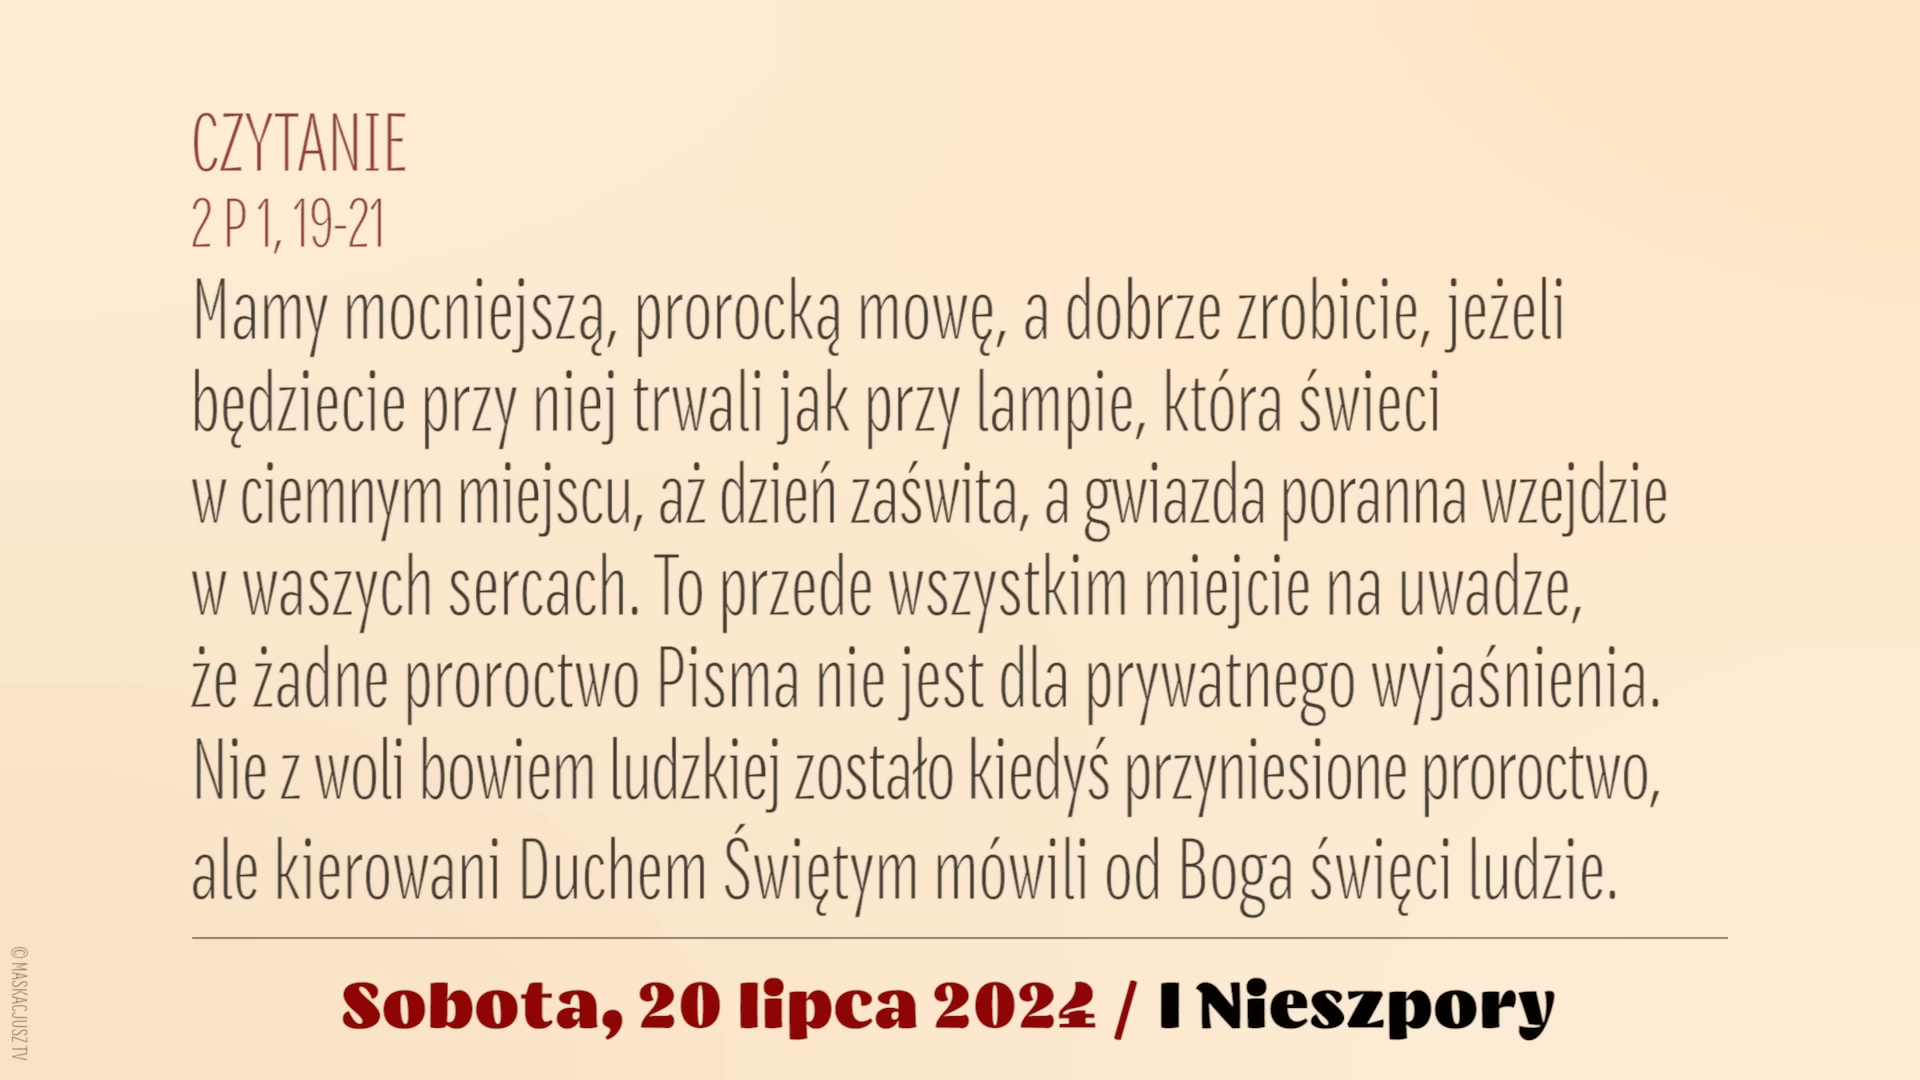 CZYTANIE
2 P 1, 19-21
Mamy mocniejszą, prorocką mowę, a dobrze zrobicie, jeżeli
będziecie przy niej trwali jak przy lampie, która świeci
w ciemnym miejscu, aż dzień zaświta, a gwiazda poranna wzejdzie
w waszych sercach. To przede wszystkim miejcie na uwadze,
że żadne proroctwo Pisma nie jest dla prywatnego wyjaśnienia.
Nie z woli bowiem ludzkiej zostało kiedyś przyniesione proroctwo,
ale kierowani Duchem Świętym mówili od Boga święci ludzie.
Sobota, 20 lipca 2024 / I Nieszpory
© MASKACJUSZ TV